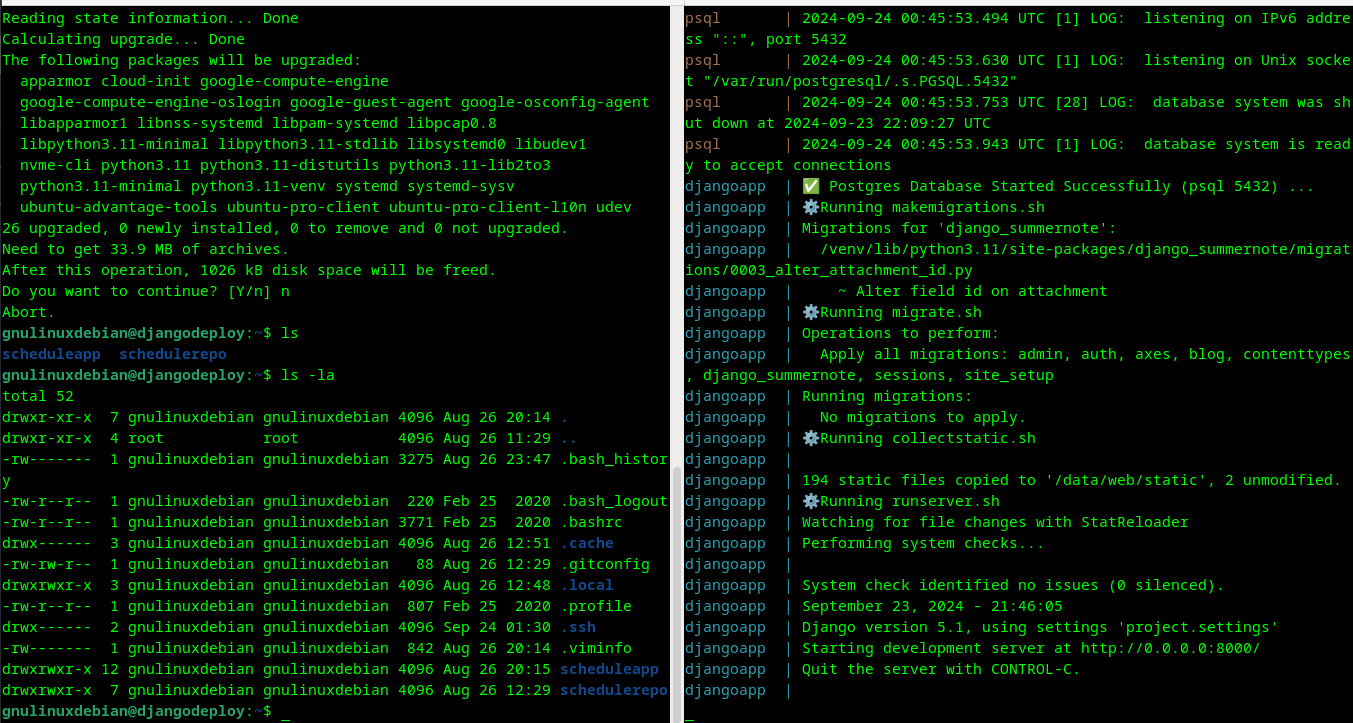 Reading state information... Done
Calculating upgrade... Done
The following packages will be upgraded:
  apparmor cloud-init google-compute-engine
  google-compute-engine-oslogin google-guest-agent google-osconfig-agent
  libapparmor1 libnss-systemd libpam-systemd libpcap0.8
  libpython3.11-minimal libpython3.11-stdlib libsystemd0 libudev1
  nvme-cli python3.11 python3.11-distutils python3.11-lib2to3
  python3.11-minimal python3.11-venv systemd systemd-sysv
  ubuntu-advantage-tools ubuntu-pro-client ubuntu-pro-client-l10n udev
26 upgraded, 0 newly installed, 0 to remove and 0 not upgraded.
Need to get 33.9 MB of archives.
After this operation, 1026 kB disk space will be freed.
Do you want to continue? [Y/n] n
Abort.
gnulinuxdebian@djangodeploy:~$ ls
scheduleapp  schedulerepo
gnulinuxdebian@djangodeploy:~$ ls -la
total 52
drwxr-xr-x  7 gnulinuxdebian gnulinuxdebian 4096 Aug 26 20:14 .
drwxr-xr-x  4 root           root           4096 Aug 26 11:29 ..
-rw-------  1 gnulinuxdebian gnulinuxdebian 3275 Aug 26 23:47 .bash_histor
y
-rw-r--r--  1 gnulinuxdebian gnulinuxdebian  220 Feb 25  2020 .bash_logout
-rw-r--r--  1 gnulinuxdebian gnulinuxdebian 3771 Feb 25  2020 .bashrc
drwx------  3 gnulinuxdebian gnulinuxdebian 4096 Aug 26 12:51 .cache
-rw-rw-r--  1 gnulinuxdebian gnulinuxdebian   88 Aug 26 12:29 .gitconfig
drwxrwxr-x  3 gnulinuxdebian gnulinuxdebian 4096 Aug 26 12:48 .local
-rw-r--r--  1 gnulinuxdebian gnulinuxdebian  807 Feb 25  2020 .profile
drwx------  2 gnulinuxdebian gnulinuxdebian 4096 Sep 24 01:30 .ssh
-rw-------  1 gnulinuxdebian gnulinuxdebian  842 Aug 26 20:14 .viminfo
drwxrwxr-x 12 gnulinuxdebian gnulinuxdebian 4096 Aug 26 20:15 scheduleapp
drwxrwxr-x  7 gnulinuxdebian gnulinuxdebian 4096 Aug 26 12:29 schedulerepo
gnulinuxdebian@djangodeploy:~$ _
psql       | 2024-09-24 00:45:53.494 UTC [1] LOG:  listening on IPv6 addre
ss "::", port 5432
psql       | 2024-09-24 00:45:53.630 UTC [1] LOG:  listening on Unix socke
t "/var/run/postgresql/.s.PGSQL.5432"
psql       | 2024-09-24 00:45:53.753 UTC [28] LOG:  database system was sh
ut down at 2024-09-23 22:09:27 UTC
psql       | 2024-09-24 00:45:53.943 UTC [1] LOG:  database system is read
y to accept connections
djangoapp  | ✅ Postgres Database Started Successfully (psql 5432) ...
djangoapp  | ⚙️Running makemigrations.sh
djangoapp  | Migrations for 'django_summernote':
djangoapp  |   /venv/lib/python3.11/site-packages/django_summernote/migrat
ions/0003_alter_attachment_id.py
djangoapp  |     ~ Alter field id on attachment
djangoapp  | ⚙️Running migrate.sh
djangoapp  | Operations to perform:
djangoapp  |   Apply all migrations: admin, auth, axes, blog, contenttypes
, django_summernote, sessions, site_setup
djangoapp  | Running migrations:
djangoapp  |   No migrations to apply.
djangoapp  | ⚙️Running collectstatic.sh
djangoapp  |
djangoapp  | 194 static files copied to '/data/web/static', 2 unmodified.
djangoapp  | ⚙️Running runserver.sh
djangoapp  | Watching for file changes with StatReloader
djangoapp  | Performing system checks...
djangoapp  |
djangoapp  | System check identified no issues (0 silenced).
djangoapp  | September 23, 2024 - 21:46:05
djangoapp  | Django version 5.1, using settings 'project.settings'
djangoapp  | Starting development server at http://0.0.0.0:8000/
djangoapp  | Quit the server with CONTROL-C.
djangoapp  |
_